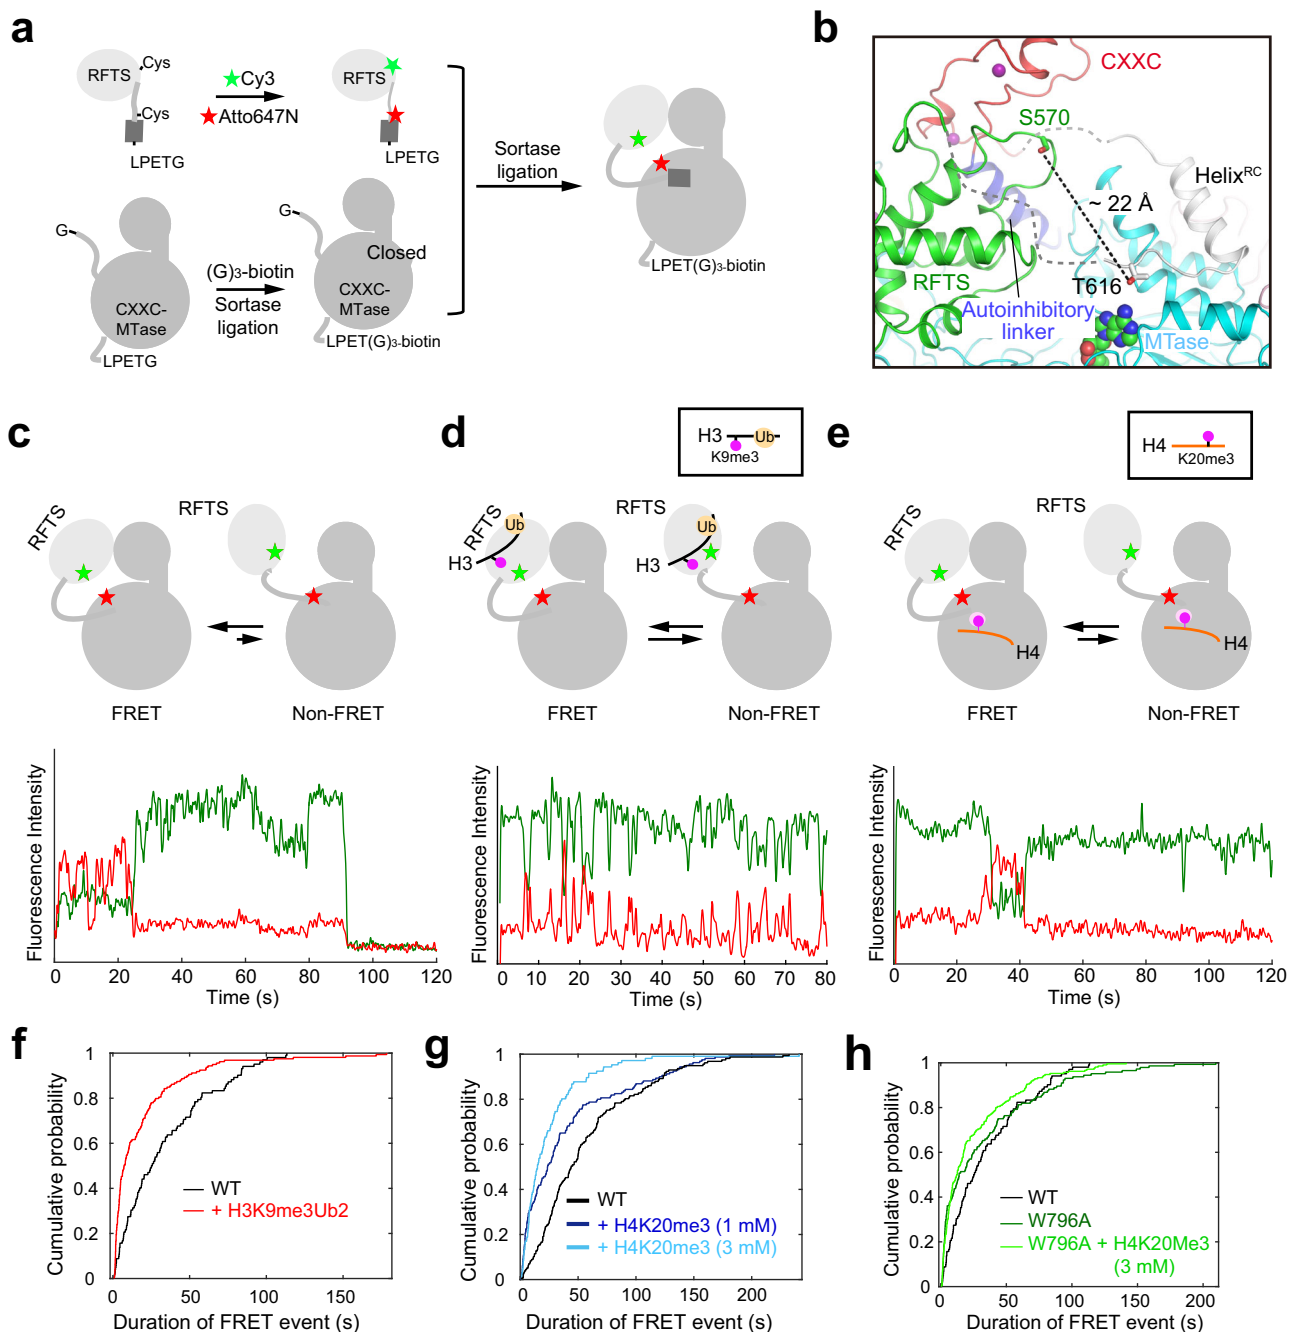 a
Cys
RFTS
Cys
LPETG
Cy3
Atto647N
RFTS
LPETG
G
CXXC-
MTase
LPETG
(G)3-biotin
Sortase
ligation
G
Closed
CXXC-
MTase
LPET(G)3-biotin
Sortase
ligation
LPET(G)3-biotin
b
CXXC
S570
HelixRC
~ 22 Å
T616
RFTS
Autoinhibitory
linker
MTase
c
RFTS
RFTS
FRET
Non-FRET
Fluorescence Intensity
0 20 40 60 80 100 120
Time (s)
d
H3 Ub
K9me3
RFTS
Ub
H3
RFTS
Ub
H3
FRET
Non-FRET
Fluorescence Intensity
0 10 20 30 40 50 60 70 80
Time (s)
e
H4
K20me3
RFTS
RFTS
H4
H4
FRET
Non-FRET
Fluorescence Intensity
0 20 40 60 80 100 120
Time (s)
f
Cumulative probability
1
0.8
0.6
0.4
0.2
0
WT
+ H3K9me3Ub2
0 50 100 150
Duration of FRET event (s)
g
Cumulative probability
1
0.8
0.6
0.4
0.2
0
WT
+ H4K20me3 (1 mM)
+ H4K20me3 (3 mM)
0 50 100 150 200
Duration of FRET event (s)
h
Cumulative probability
1
0.8
0.6
0.4
0.2
0
WT
W796A
W796A + H4K20Me3
(3 mM)
0 50 100 150 200
Duration of FRET event (s)